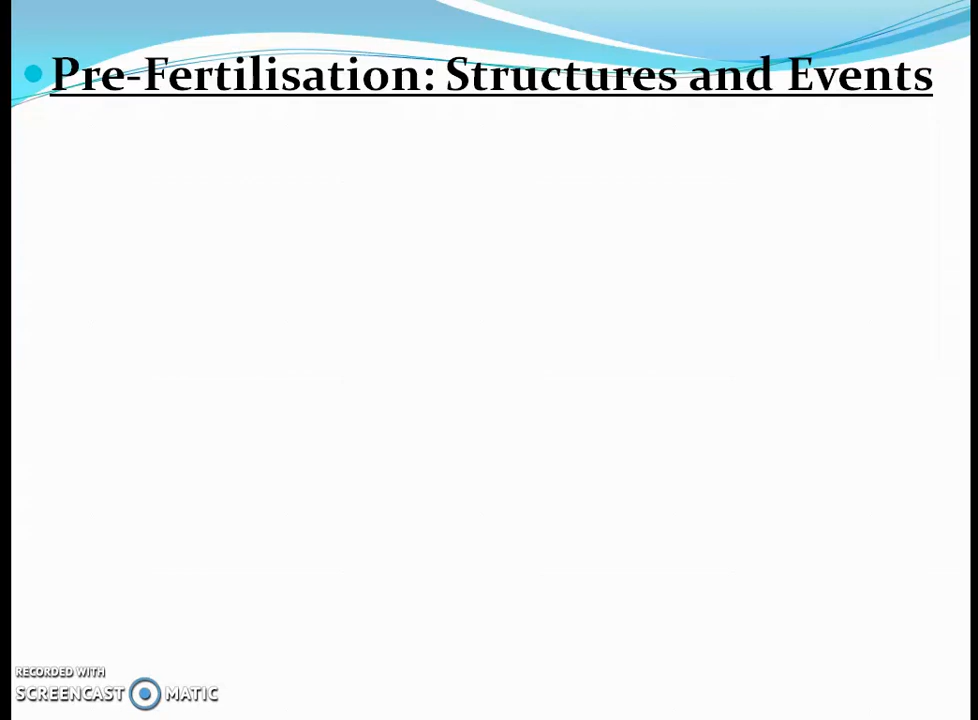 Pre-Fertilisation: Structures and Events
RECORDED WITH
SCREENCAST MATIC